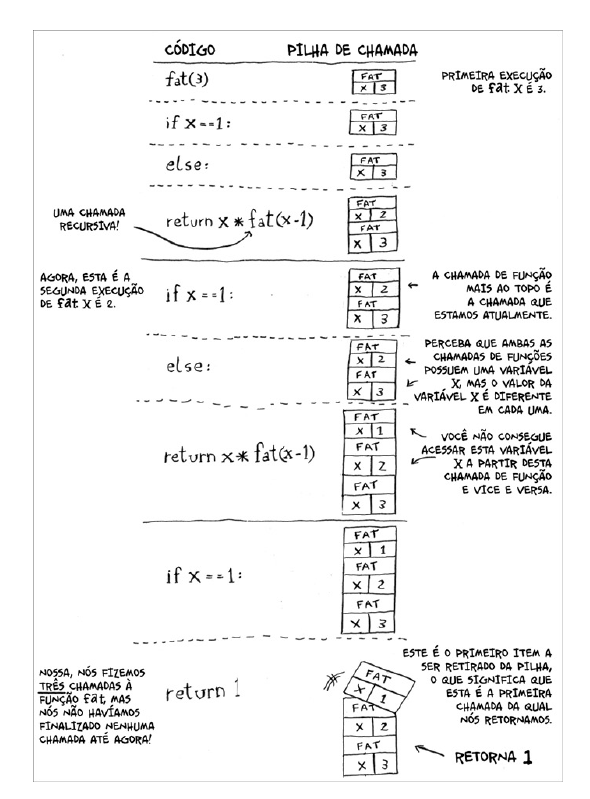 CÓDIGO PILHA DE CHAMADA
fat(3)
FAT
X 3
PRIMEIRA EXECUÇÃO
DE fat X É 3.
if x==1:
FAT
X 3
else:
FAT
X 3
UMA CHAMADA
RECURSIVA!
return x * fat(x-1)
FAT
X 2
FAT
X 3
AGORA, ESTA É A
SEGUNDA EXECUÇÃO
DE fat X É 2.
if x==1:
FAT
X 2
FAT
X 3
A CHAMADA DE FUNÇÃO
MAIS AO TOPO É
A CHAMADA QUE
ESTAMOS ATUALMENTE.
else:
FAT
X 2
FAT
X 3
PERCEBA QUE AMBAS AS
CHAMADAS DE FUNÇÕES
POSSUEM UMA VARIÁVEL
X, MAS O VALOR DA
VARIÁVEL X É DIFERENTE
EM CADA UMA.
return x * fat(x-1)
FAT
X 1
FAT
X 2
FAT
X 3
VOCÊ NÃO CONSEGUE
ACESSAR ESTA VARIÁVEL
X A PARTIR DESTA
CHAMADA DE FUNÇÃO
E VICE E VERSA.
if x==1:
FAT
X 1
FAT
X 2
FAT
X 3
NOSSA, NÓS FIZEMOS
TRÊS CHAMADAS À
FUNÇÃO fat, MAS
NÓS NÃO HAVÍAMOS
FINALIZADO NENHUMA
CHAMADA ATÉ AGORA!
return 1
FAT
X 1
FAT
X 2
FAT
X 3
ESTE É O PRIMEIRO ITEM A
SER RETIRADO DA PILHA,
O QUE SIGNIFICA QUE
ESTA É A PRIMEIRA
CHAMADA DA QUAL
NÓS RETORNAMOS.
RETORNA 1